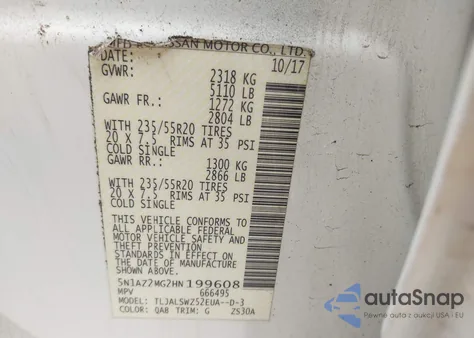 MFD BY NISSAN MOTOR CO., LTD.
DATE: 10/17
GVWR: 2318 KG
5110 LB
GAWR FR.: 1272 KG
2804 LB
WITH 235/55R20 TIRES
20 X 7.5 RIMS AT 35 PSI
COLD SINGLE
GAWR RR.: 1300 KG
2866 LB
WITH 235/55R20 TIRES
20 X 7.5 RIMS AT 35 PSI
COLD SINGLE
THIS VEHICLE CONFORMS TO
ALL APPLICABLE FEDERAL
MOTOR VEHICLE SAFETY AND
THEFT PREVENTION
STANDARDS IN EFFECT ON THE
DATE OF MANUFACTURE SHOWN
ABOVE.
5N1AZ2MG2HN199608
MPV 666495
MODEL: TLJALSWZ52EUA--D-3
COLOR: QAB TRIM: G ZS30A
autoSnap
CarsFromUSA